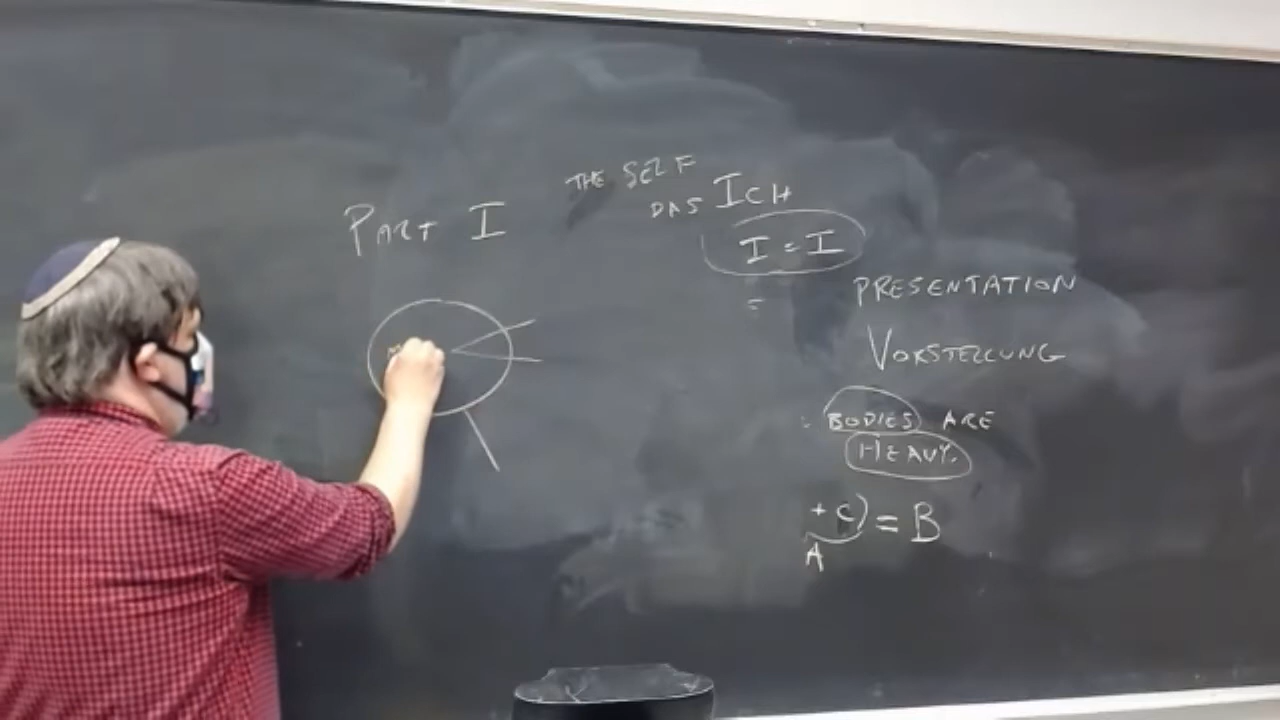 PART I
THE SELF
DAS ICH
I = I
=
PRESENTATION
VORSTELLUNG
: BODIES ARE
HEAVY.
+ C) = B
A